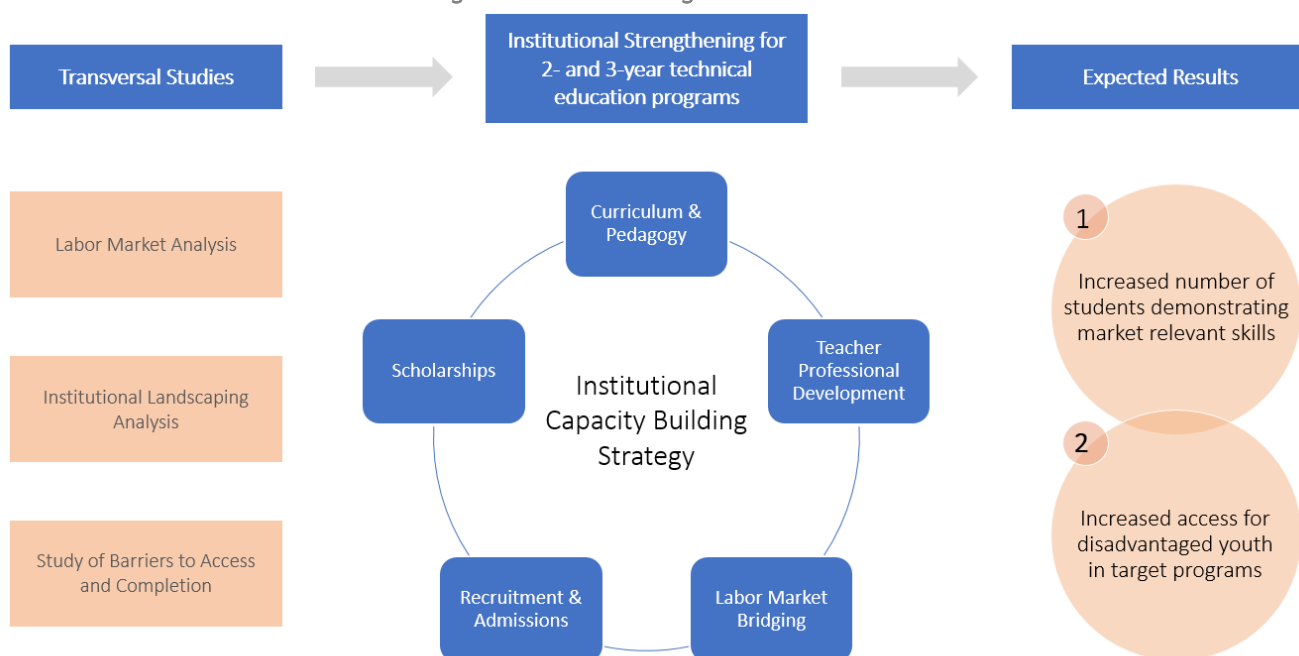 Transversal Studies
Institutional Strengthening for
2- and 3-year technical
education programs
Expected Results
Labor Market Analysis
Institutional Landscaping
Analysis
Study of Barriers to Access
and Completion
Curriculum &
Pedagogy
Teacher
Professional
Development
Labor Market
Bridging
Recruitment &
Admissions
Scholarships
Institutional
Capacity Building
Strategy
1
Increased number of
students demonstrating
market relevant skills
2
Increased access for
disadvantaged youth
in target programs